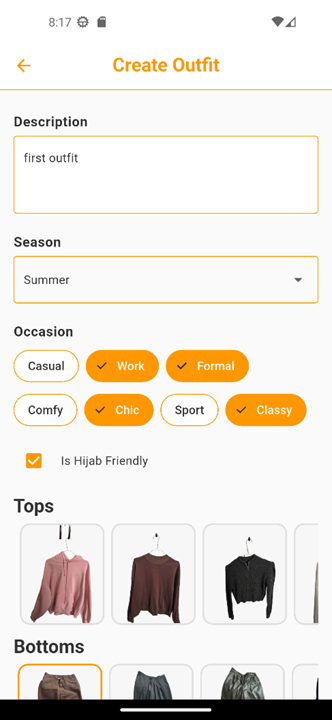 8:17
Create Outfit
Description
first outfit
Season
Summer
Occasion
Casual Work Formal
Comfy Chic Sport Classy
Is Hijab Friendly
Tops
Bottoms